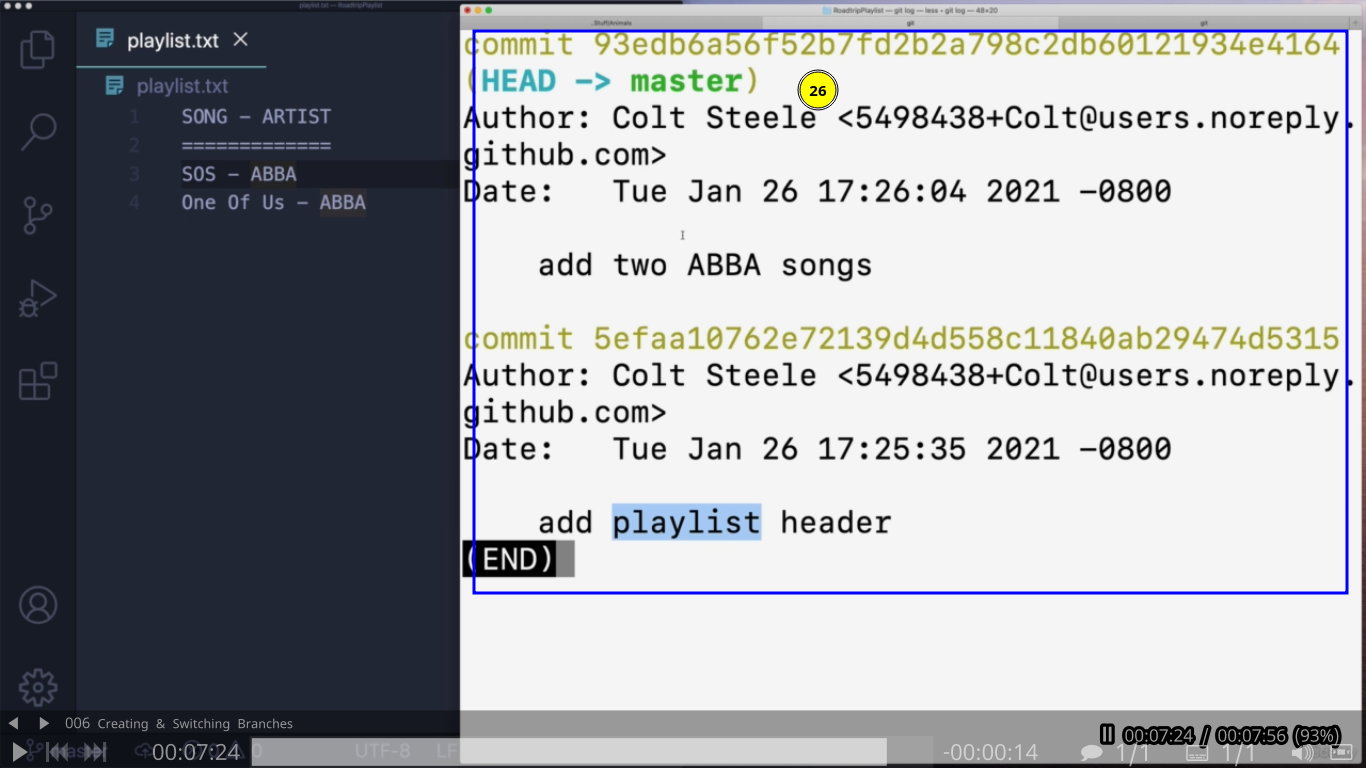 playlist.txt — RoadtripPlaylist
playlist.txt
playlist.txt
1 SONG – ARTIST
2 =============
3 SOS – ABBA
4 One Of Us – ABBA
RoadtripPlaylist — git log — less ‹ git log — 48×20
..Stuff/Animals
git
git
commit 93edb6a56f52b7fd2b2a798c2db60121934e4164
(HEAD -> master)
26
Author: Colt Steele <5498438+Colt@users.noreply.
github.com>
Date: Tue Jan 26 17:26:04 2021 -0800
add two ABBA songs
commit 5efaa10762e72139d4d558c11840ab29474d5315
Author: Colt Steele <5498438+Colt@users.noreply.
github.com>
Date: Tue Jan 26 17:25:35 2021 -0800
add playlist header
(END)
006 Creating & Switching Branches
00:07:24 / 00:07:56 (93%)
00:07:24
0
UTF-8
LF
-00:00:14
1/1
1/1